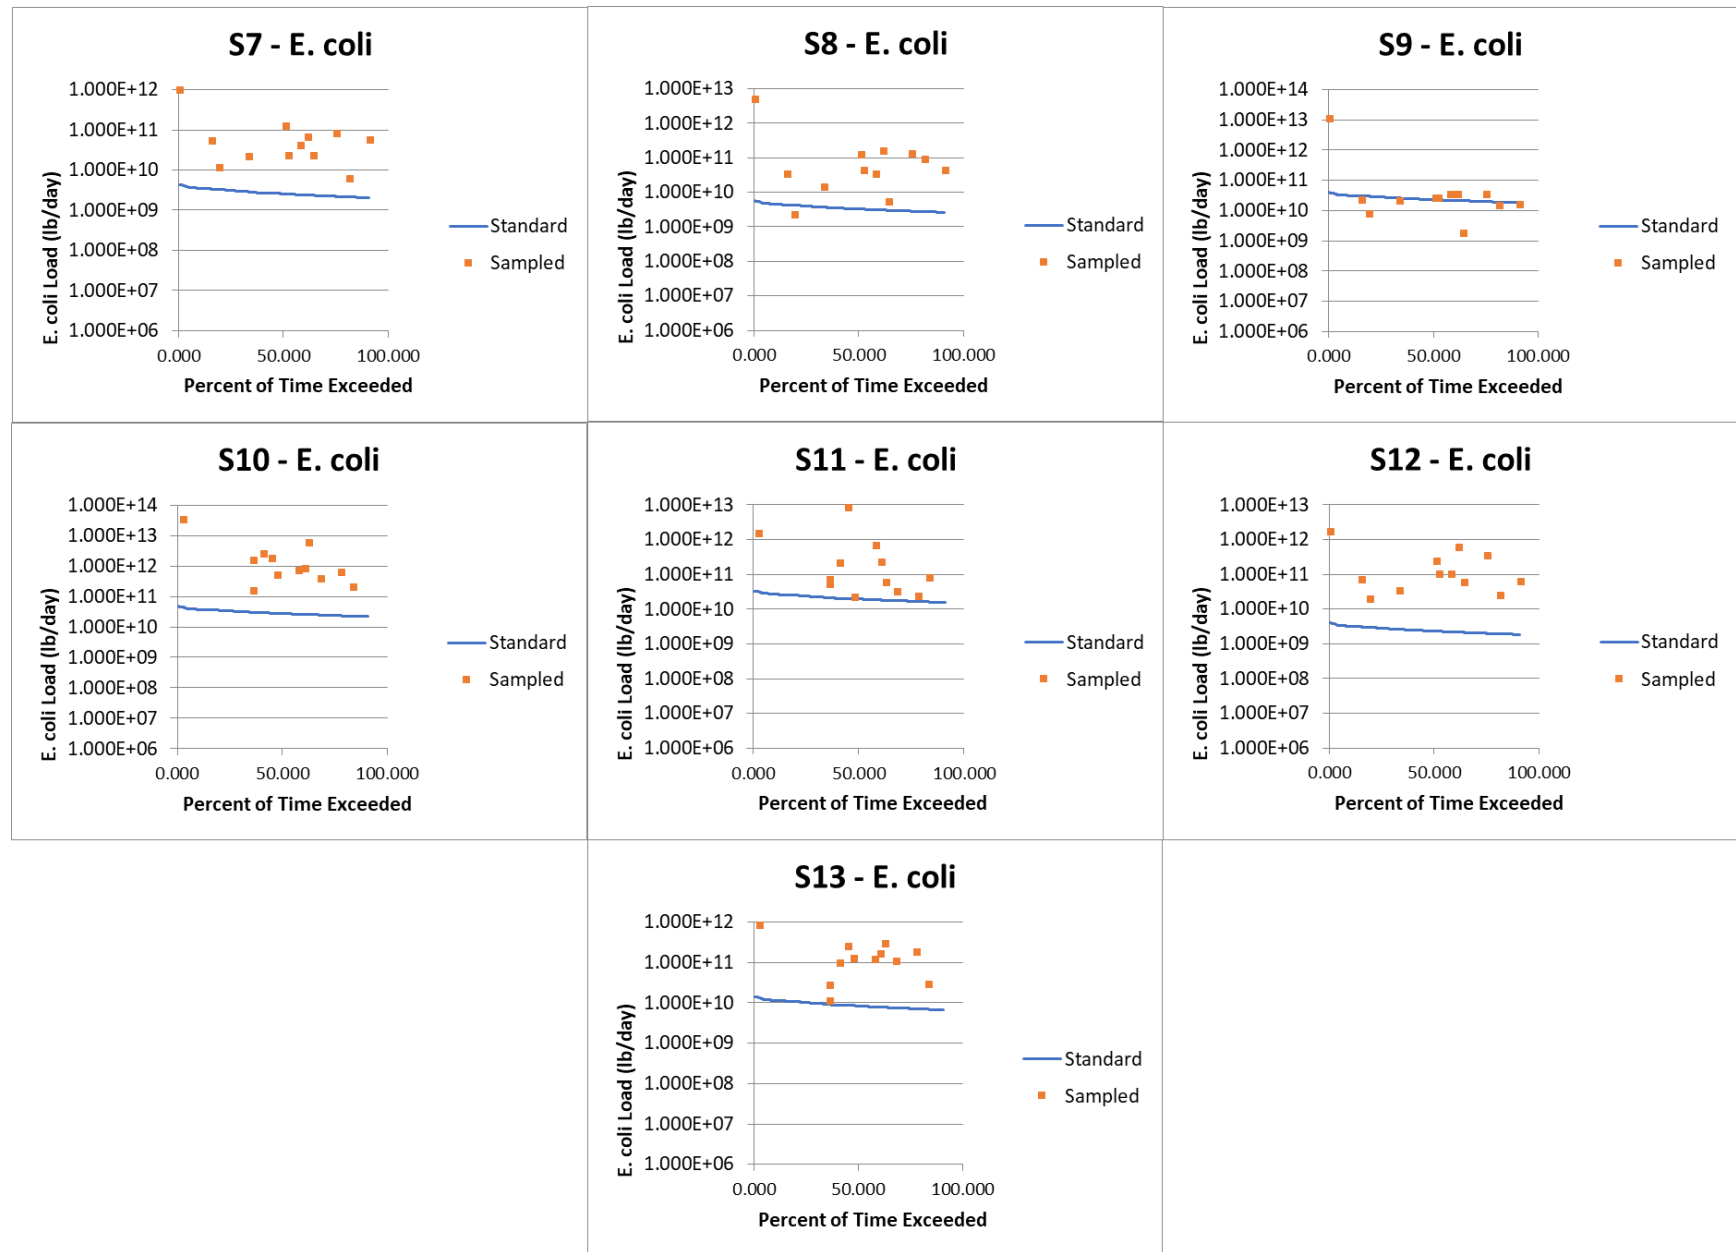 S7 - E. coli
E. coli Load (lb/day)
1.000E+12
1.000E+11
1.000E+10
1.000E+09
1.000E+08
1.000E+07
1.000E+06
0.000 50.000 100.000
Percent of Time Exceeded
Standard
Sampled
S8 - E. coli
E. coli Load (lb/day)
1.000E+13
1.000E+12
1.000E+11
1.000E+10
1.000E+09
1.000E+08
1.000E+07
1.000E+06
0.000 50.000 100.000
Percent of Time Exceeded
Standard
Sampled
S9 - E. coli
E. coli Load (lb/day)
1.000E+14
1.000E+13
1.000E+12
1.000E+11
1.000E+10
1.000E+09
1.000E+08
1.000E+07
1.000E+06
0.000 50.000 100.000
Percent of Time Exceeded
Standard
Sampled
S10 - E. coli
E. coli Load (lb/day)
1.000E+14
1.000E+13
1.000E+12
1.000E+11
1.000E+10
1.000E+09
1.000E+08
1.000E+07
1.000E+06
0.000 50.000 100.000
Percent of Time Exceeded
Standard
Sampled
S11 - E. coli
E. coli Load (lb/day)
1.000E+13
1.000E+12
1.000E+11
1.000E+10
1.000E+09
1.000E+08
1.000E+07
1.000E+06
0.000 50.000 100.000
Percent of Time Exceeded
Standard
Sampled
S12 - E. coli
E. coli Load (lb/day)
1.000E+13
1.000E+12
1.000E+11
1.000E+10
1.000E+09
1.000E+08
1.000E+07
1.000E+06
0.000 50.000 100.000
Percent of Time Exceeded
Standard
Sampled
S13 - E. coli
E. coli Load (lb/day)
1.000E+12
1.000E+11
1.000E+10
1.000E+09
1.000E+08
1.000E+07
1.000E+06
0.000 50.000 100.000
Percent of Time Exceeded
Standard
Sampled